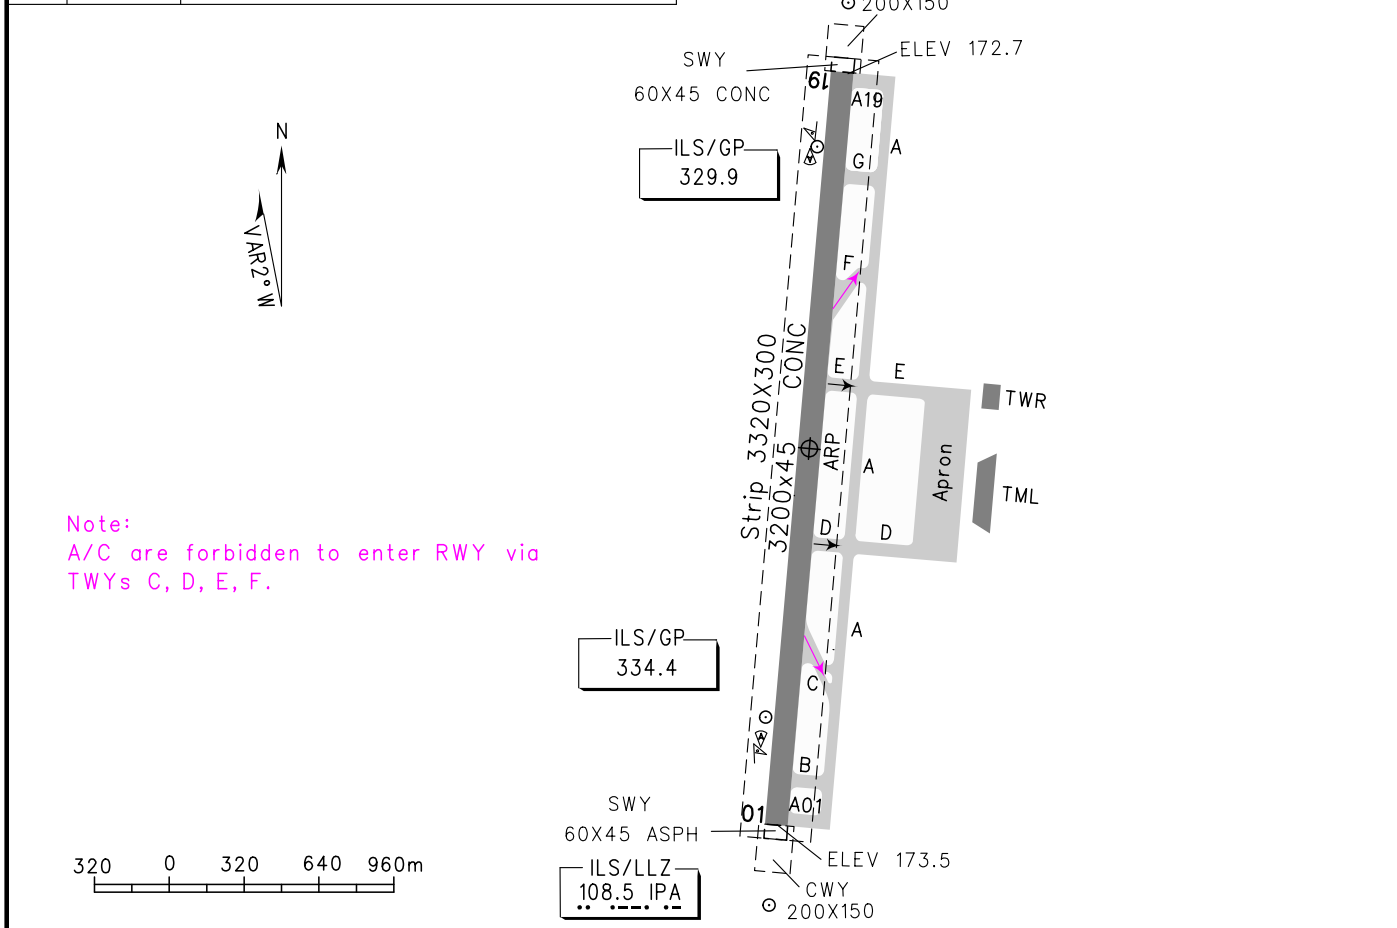 200X150
ELEV 172.7
SWY
60X45 CONC
19
A19
A
G
ILS/GP
329.9
N
VAR2°W
F
CONC
3200x45
Strip 3320X300
E
E
TWR
ARP
A
Apron
TML
D
D
Note:
A/C are forbidden to enter RWY via
TWYs C, D, E, F.
A
ILS/GP
334.4
C
B
A01
01
SWY
60X45 ASPH
ELEV 173.5
320 0 320 640 960m
ILS/LLZ
108.5 IPA
CWY
200X150